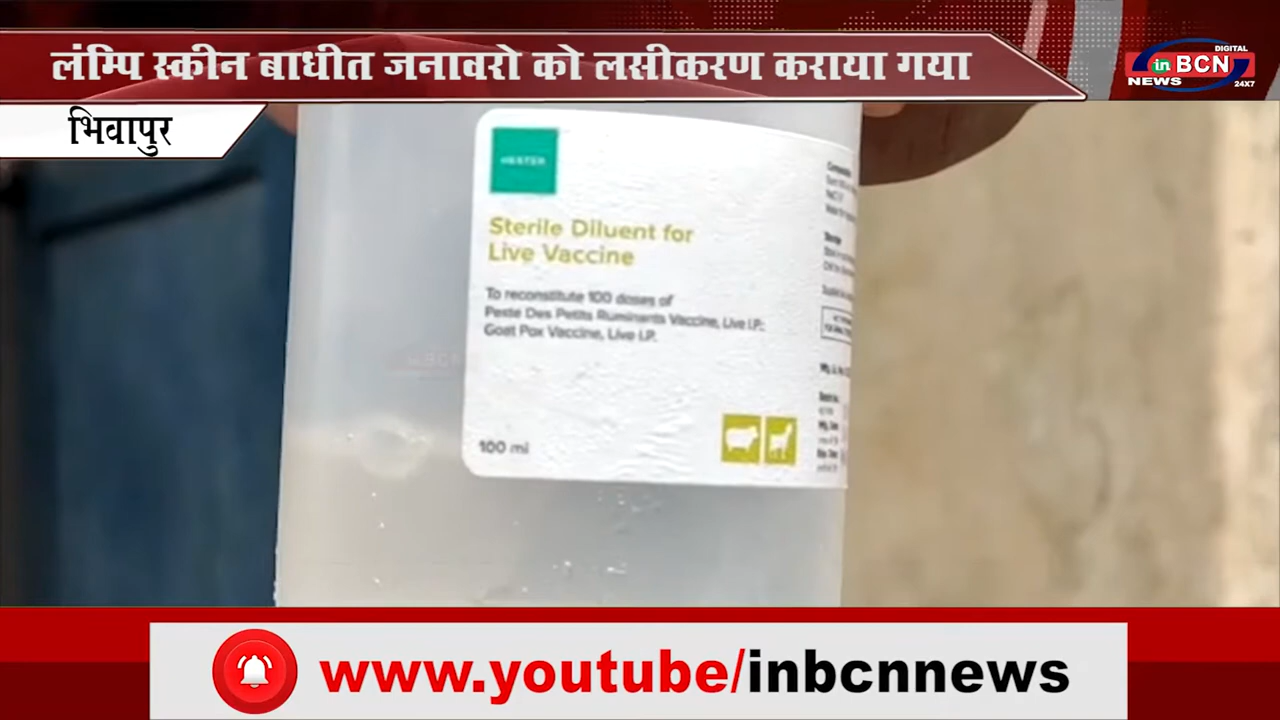 लंम्पि स्कीन बाधीत जनावरो को लसीकरण कराया गया
DIGITAL
in BCN
NEWS
24X7
भिवापुर
HESTER
Sterile Diluent for
Live Vaccine
To reconstitute 100 doses of
Peste Des Petits Ruminants Vaccine, Live I.P.
Goat Pox Vaccine, Live I.P.
100 ml
www.youtube/inbcnnews